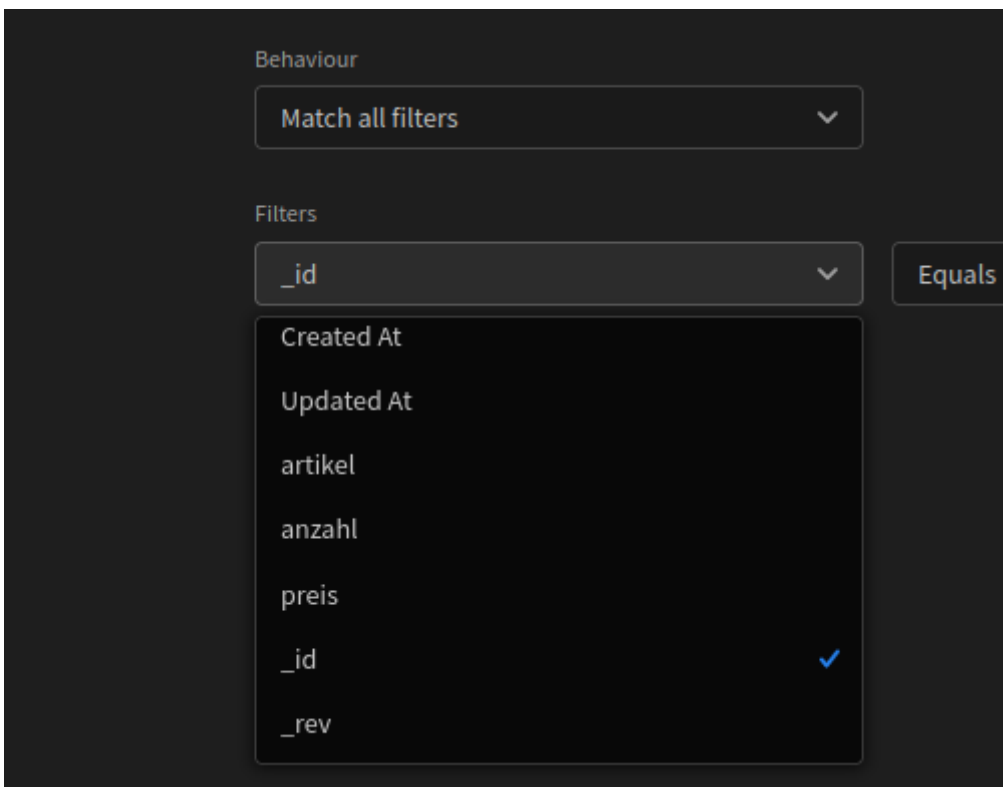 Behaviour
Match all filters
Filters
_id
Equals
Created At
Updated At
artikel
anzahl
preis
_id
_rev